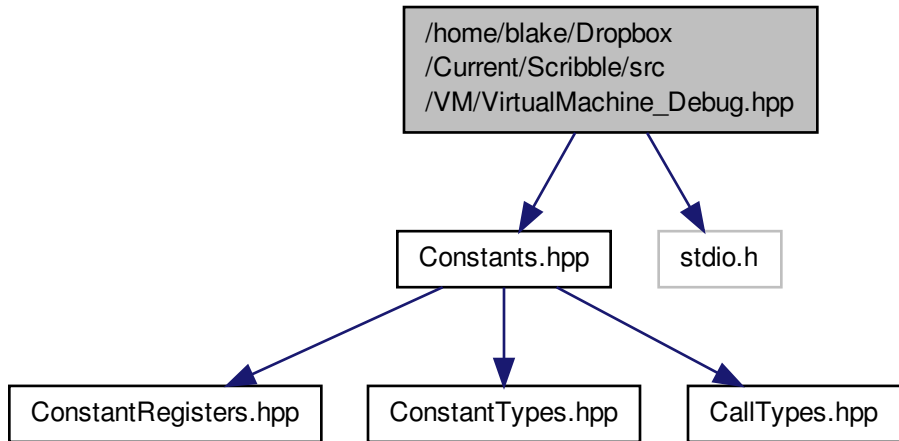 /home/blake/Dropbox
/Current/Scribble/src
/VM/VirtualMachine_Debug.hpp
Constants.hpp
stdio.h
ConstantRegisters.hpp
ConstantTypes.hpp
CallTypes.hpp